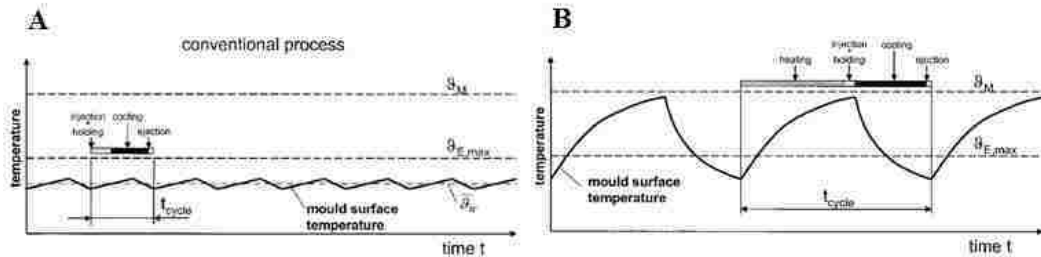 A
conventional process
temperature
ϑM
injection
+
holding
cooling
ejection
ϑE,max
tcycle
mould surface
temperature
time t
B
temperature
heating
injection
+
holding
cooling
ejection
ϑM
ϑE,max
mould surface
temperature
tcycle
time t